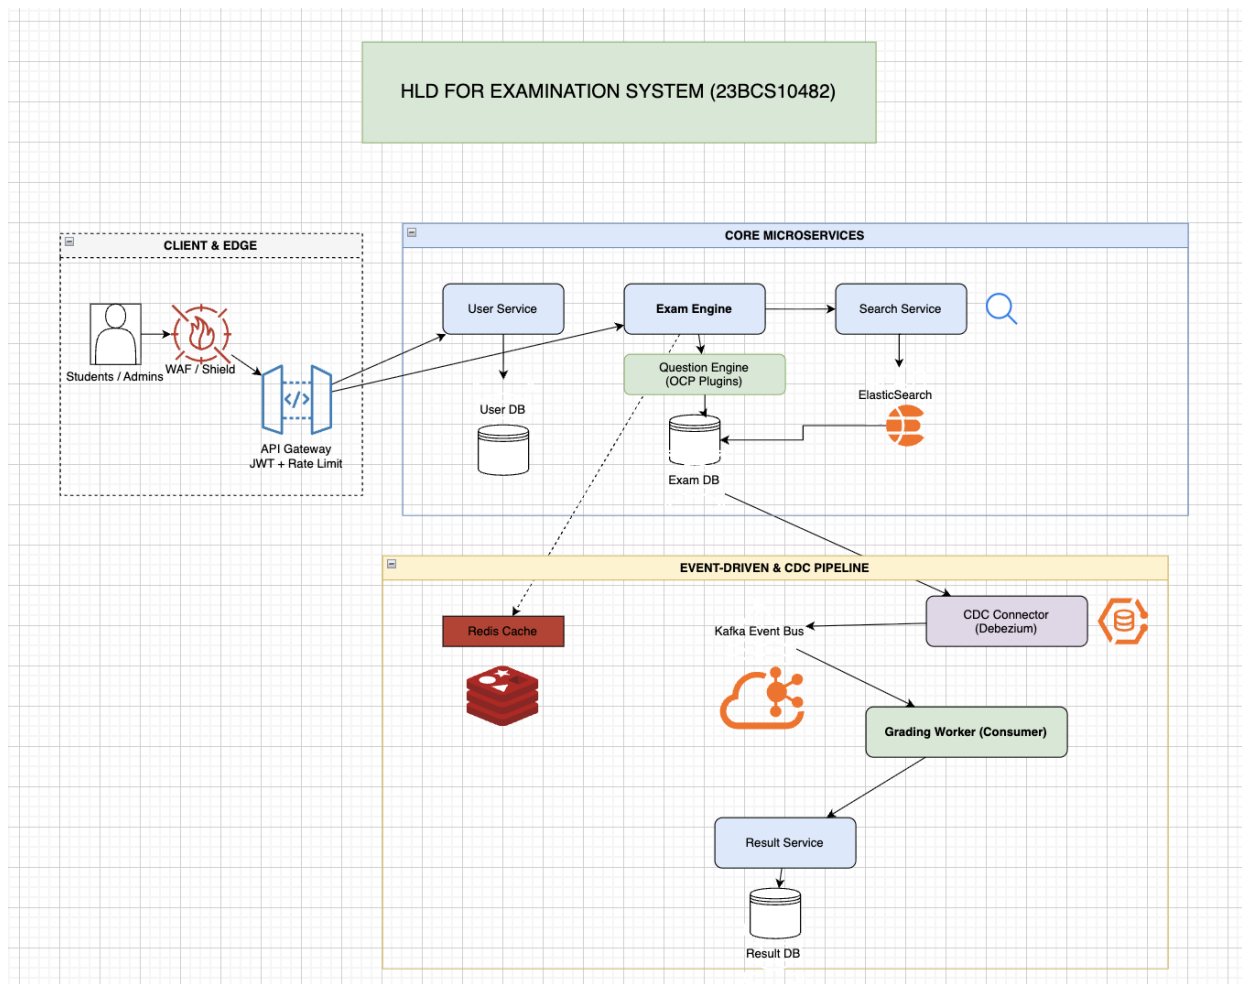 HLD FOR EXAMINATION SYSTEM (23BCS10482)
CLIENT & EDGE
CORE MICROSERVICES
User Service
Exam Engine
Search Service
Students / Admins
WAF / Shield
Question Engine
(OCP Plugins)
ElasticSearch
User DB
</>
API Gateway
JWT + Rate Limit
Exam DB
EVENT-DRIVEN & CDC PIPELINE
Redis Cache
Kafka Event Bus
CDC Connector
(Debezium)
Grading Worker (Consumer)
Result Service
Result DB